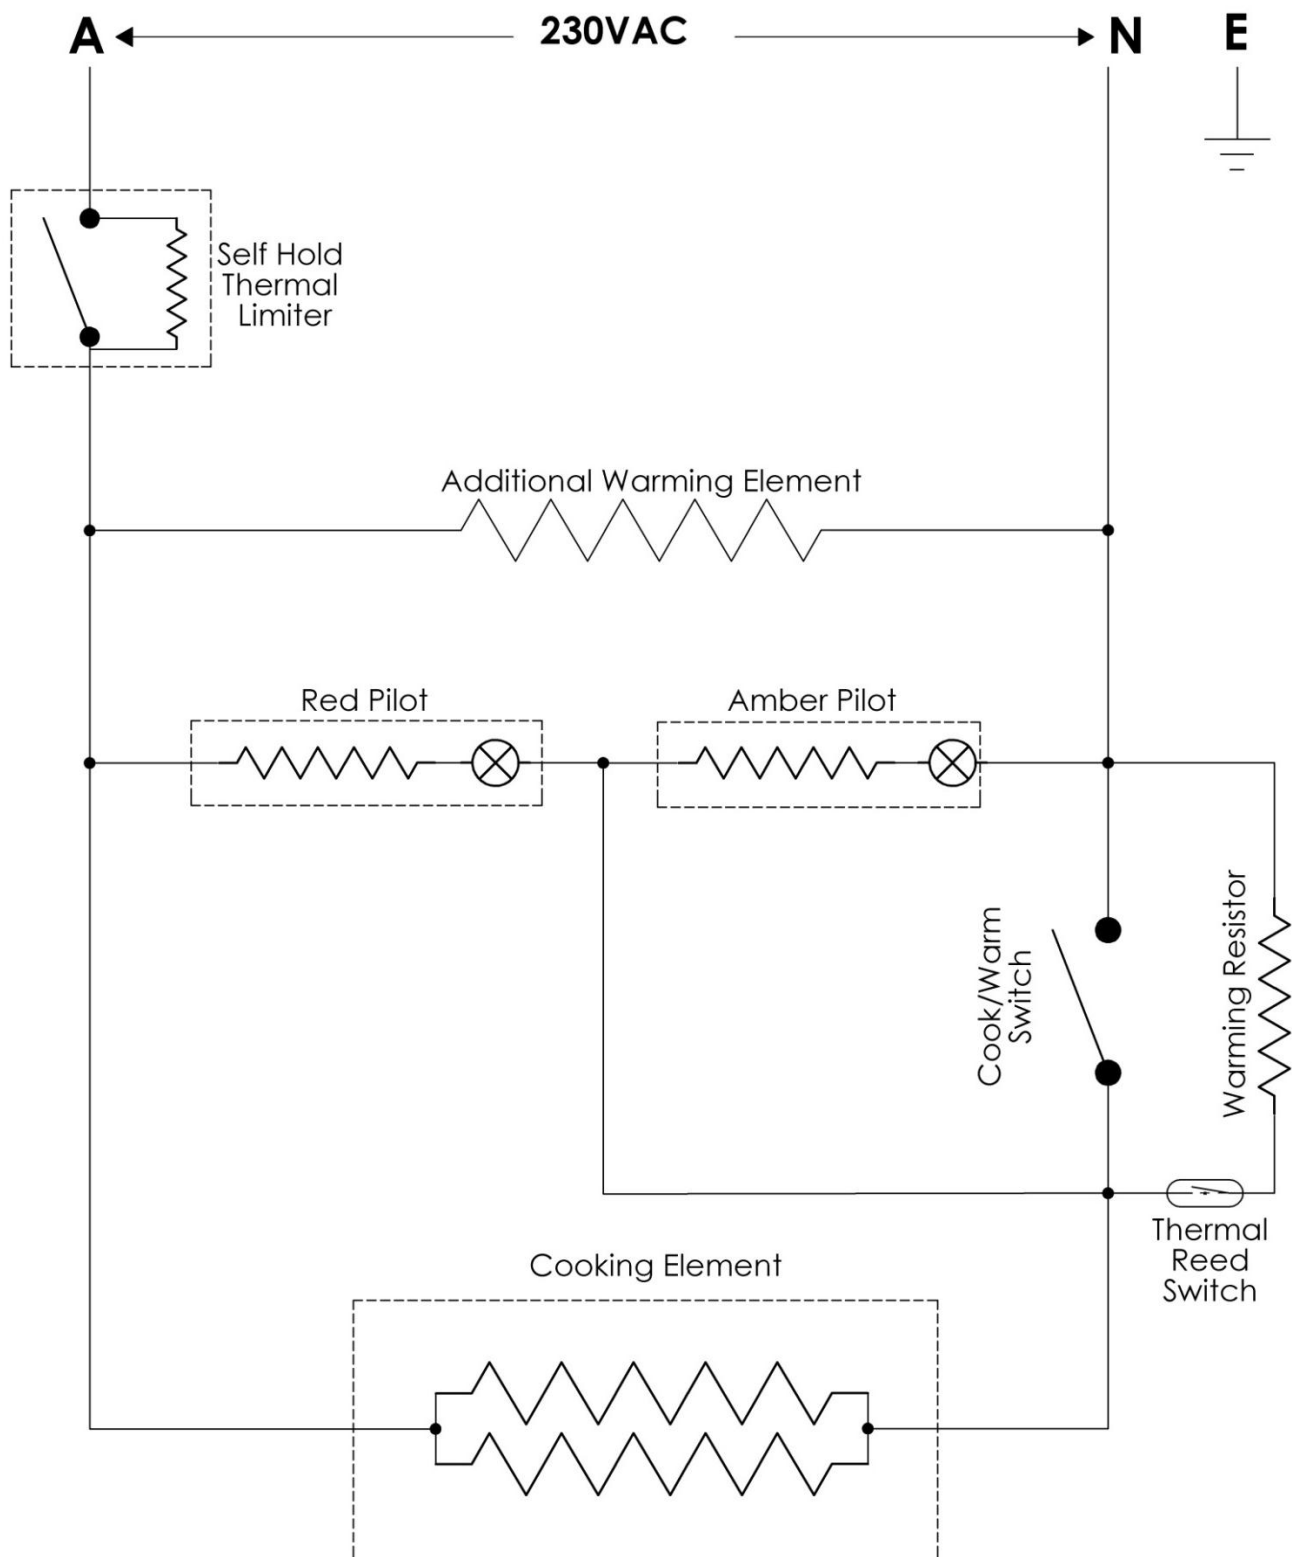 A 230VAC N E
Self Hold
Thermal
Limiter
Additional Warming Element
Red Pilot
Amber Pilot
Cook/Warm
Switch
Warming Resistor
Thermal
Reed
Switch
Cooking Element